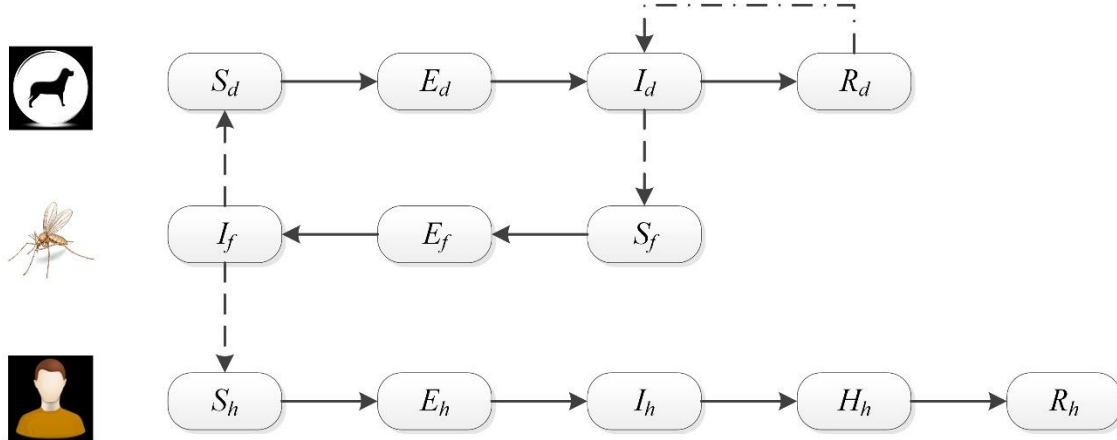 S_d E_d I_d R_d
I_f E_f S_f
S_h E_h I_h H_h R_h